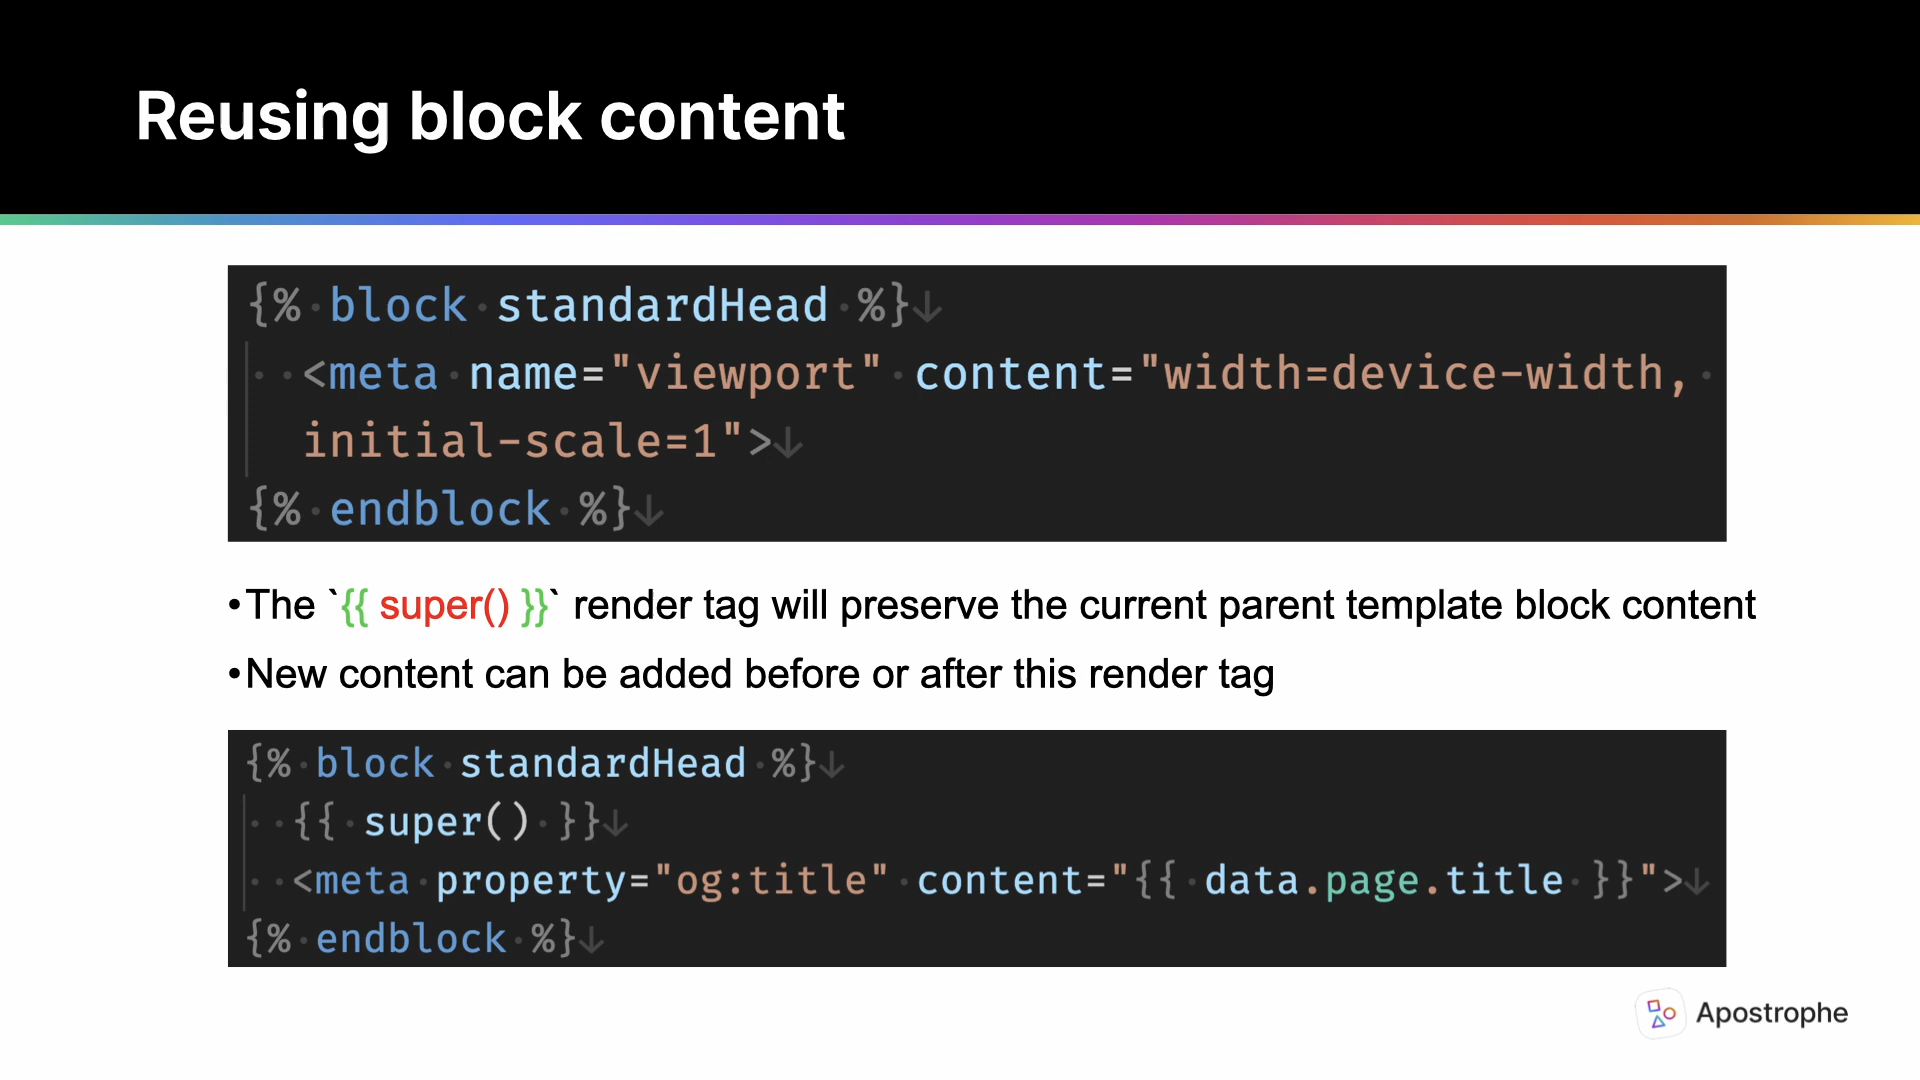 Reusing block content
{% block standardHead %}
<meta name="viewport" content="width=device-width,
initial-scale=1">
{% endblock %}
•The `{{ super() }}` render tag will preserve the current parent template block content
•New content can be added before or after this render tag
{% block standardHead %}
{{ super() }}
<meta property="og:title" content="{{ data.page.title }}">
{% endblock %}
Apostrophe